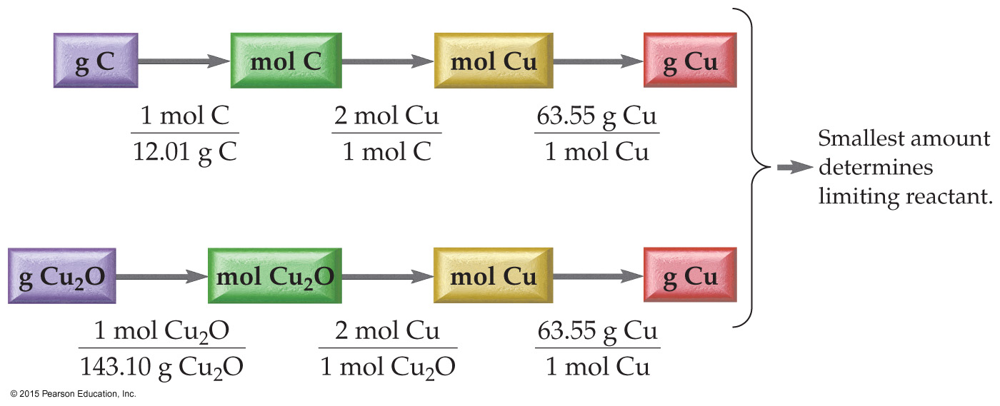 g C
mol C
mol Cu
g Cu
1 mol C
12.01 g C
2 mol Cu
1 mol C
63.55 g Cu
1 mol Cu
Smallest amount
determines
limiting reactant.
g Cu₂O
mol Cu₂O
mol Cu
g Cu
1 mol Cu₂O
143.10 g Cu₂O
2 mol Cu
1 mol Cu₂O
63.55 g Cu
1 mol Cu
© 2015 Pearson Education, Inc.